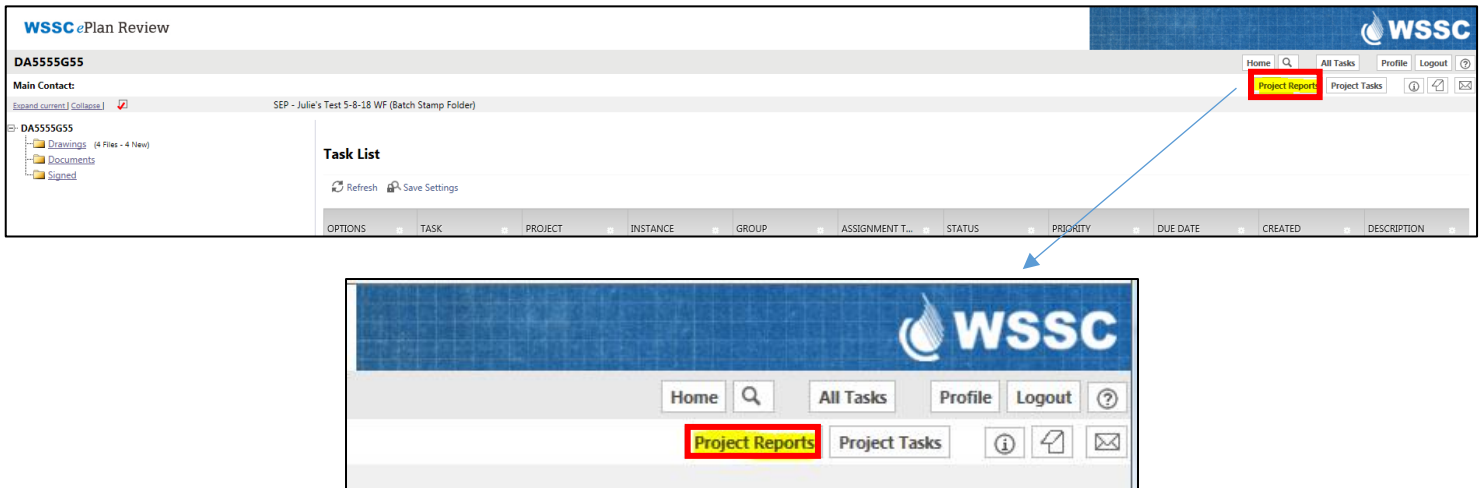 WSSC ePlan Review
WSSC
DA5555G55
Home All Tasks Profile Logout ?
Main Contact:
Project Reports Project Tasks i
Expand current | Collapse |
SEP - Julie's Test 5-8-18 WF (Batch Stamp Folder)
DA5555G55
Drawings (4 Files - 4 New)
Documents
Signed
Task List
Refresh Save Settings
OPTIONS TASK PROJECT INSTANCE GROUP ASSIGNMENT T... STATUS PRIORITY DUE DATE CREATED DESCRIPTION
WSSC
Home All Tasks Profile Logout ?
Project Reports Project Tasks i